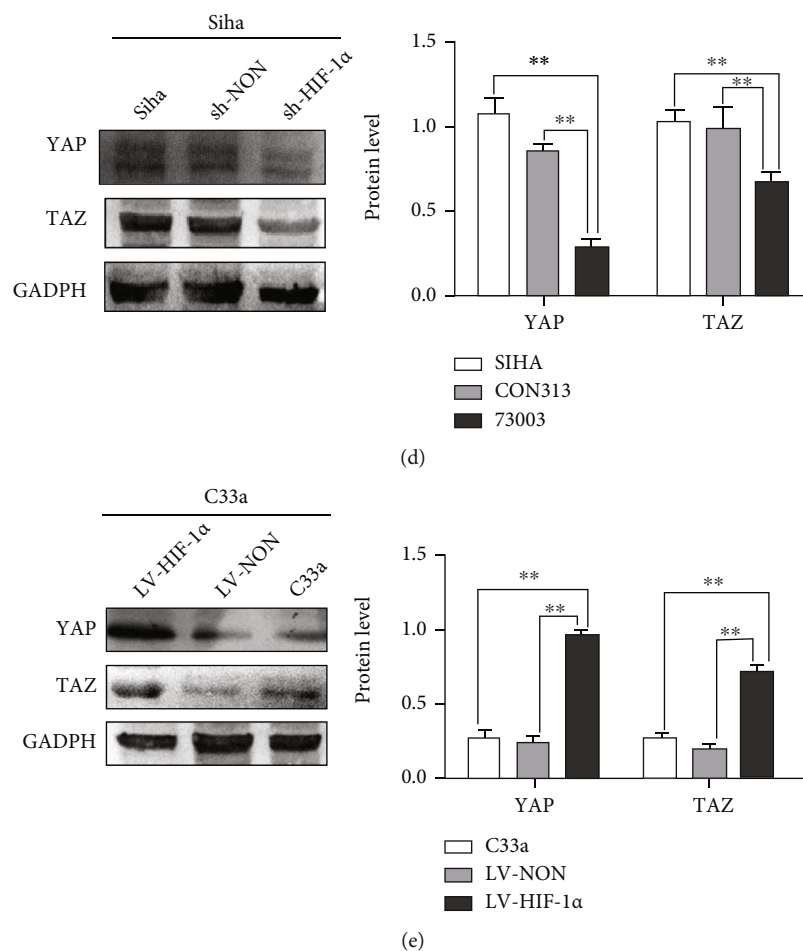 Siha
Siha sh-NON sh-HIF-1α
YAP
TAZ
GADPH
Protein level
1.5
1.0
0.5
0.0
** ** ** **
YAP TAZ
SIHA
CON313
73003
(d)
C33a
LV-HIF-1α LV-NON C33a
YAP
TAZ
GADPH
Protein level
1.5
1.0
0.5
0.0
** ** ** **
YAP TAZ
C33a
LV-NON
LV-HIF-1α
(e)